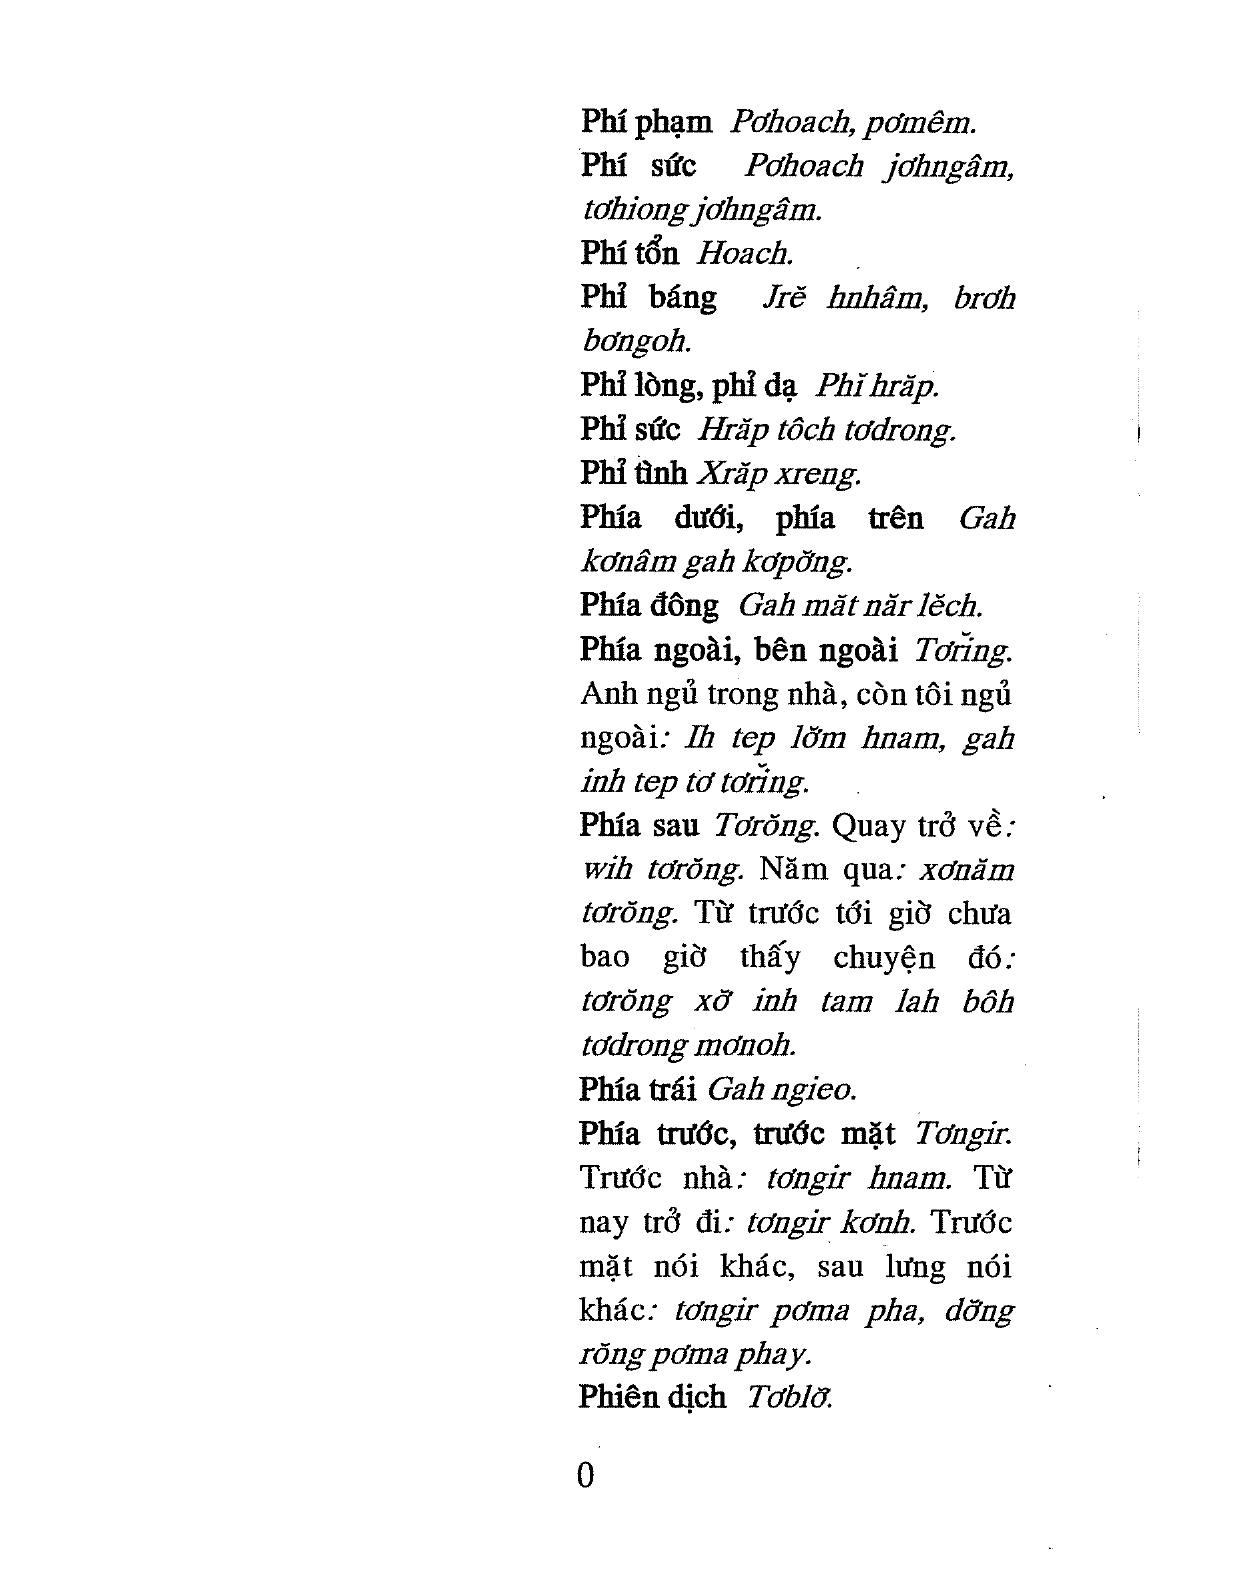 Phí phạm Pơhoach, pơmêm.
Phí sức Pơhoach jơhngâm,
tơhiong jơhngâm.
Phí tổn Hoach.
Phỉ báng Jrĕ hnhâm, brơh
bơngoh.
Phỉ lòng, phỉ dạ Phĭ hrăp.
Phỉ sức Hrăp tôch tơdrong.
Phỉ tình Xrăp xreng.
Phía dưới, phía trên Gah
kơnâm gah kơpơ̆ng.
Phía đông Gah măt năr lĕch.
Phía ngoài, bên ngoài Tơrĭng.
Anh ngủ trong nhà, còn tôi ngủ
ngoài: Ih tep lơ̆m hnam, gah
inh tep tơ tơrĭng.
Phía sau Tơrŏng. Quay trở về:
wih tơrŏng. Năm qua: xơnăm
tơrŏng. Từ trước tới giờ chưa
bao giờ thấy chuyện đó:
tơrŏng xơ̆ inh tam lah bôh
tơdrong mơnoh.
Phía trái Gah ngieo.
Phía trước, trước mặt Tơngir.
Trước nhà: tơngir hnam. Từ
nay trở đi: tơngir kơnh. Trước
mặt nói khác, sau lưng nói
khác: tơngir pơma pha, dơ̆ng
rŏng pơma phay.
Phiên dịch Tơblơ̆.
0